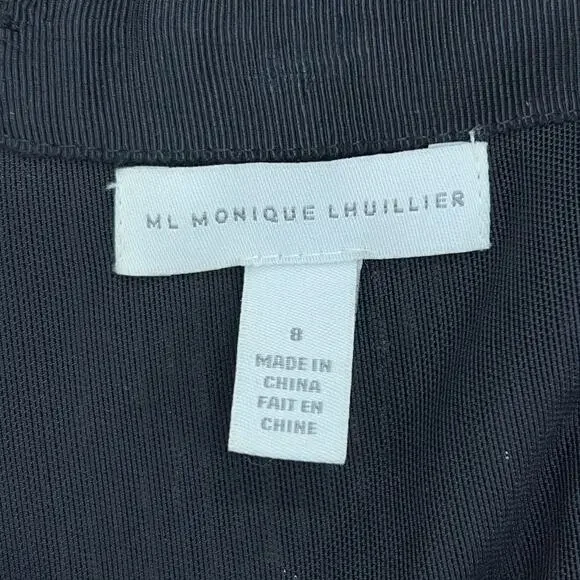 ML MONIQUE LHUILLIER
8
MADE IN
CHINA
FAIT EN
CHINE